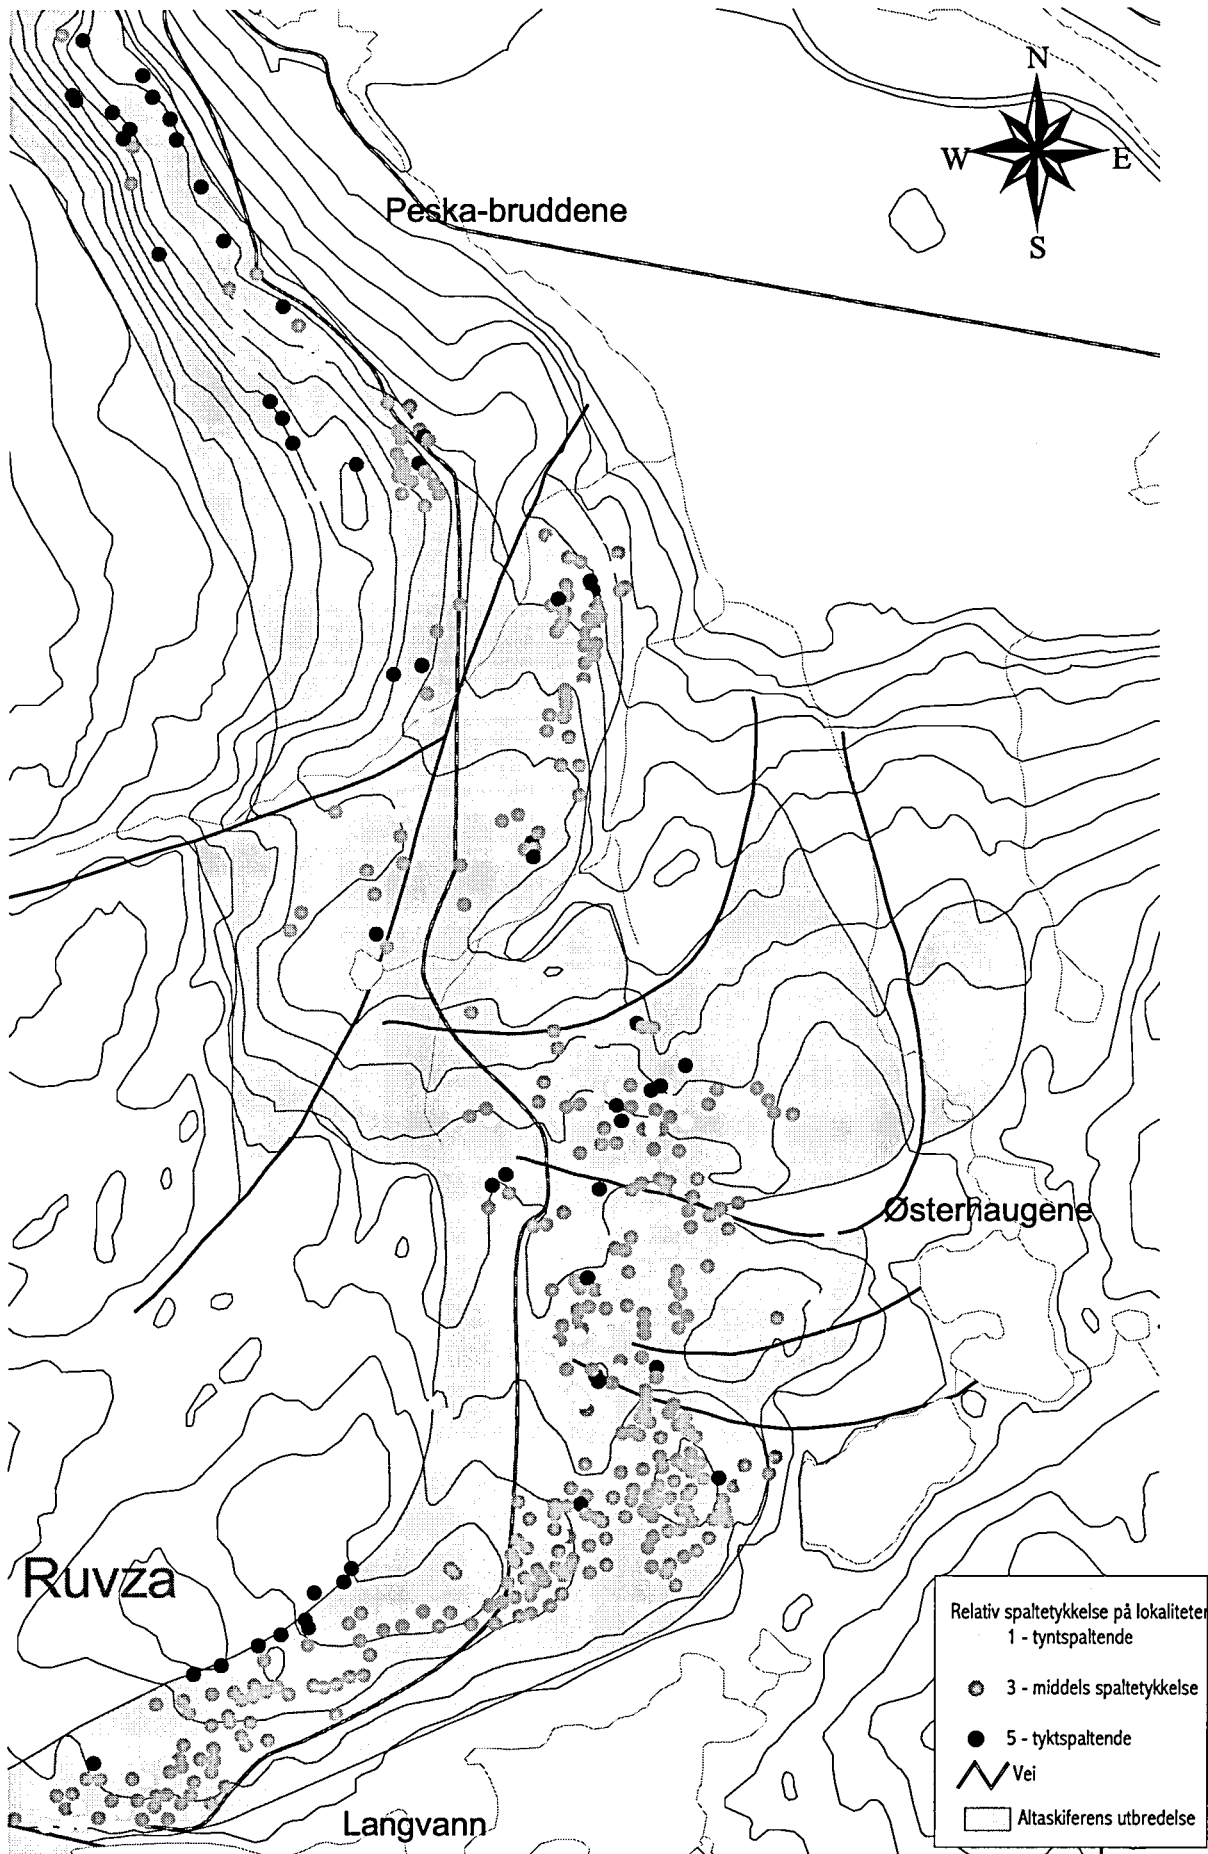 N
W E
S
Peska-bruddene
Østerhaugene
Ruvza
Langvann
Relativ spaltetykkelse på lokaliteter
1 - tyntspaltende
3 - middels spaltetykkelse
5 - tyktspaltende
Vei
Altaskiferens utbredelse